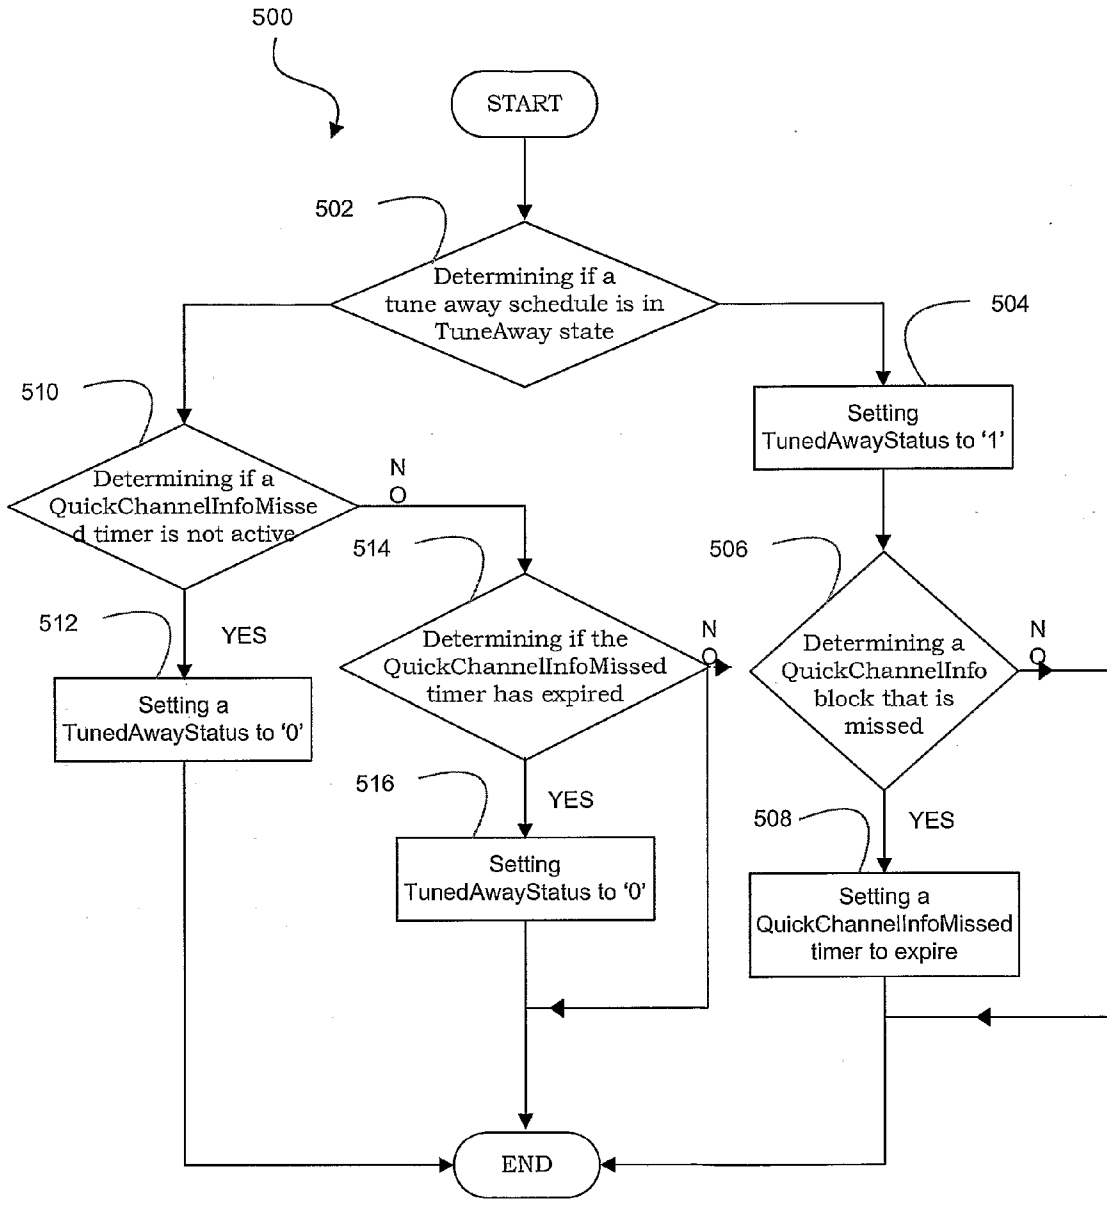 500
START
502
Determining if a
tune away schedule is in
TuneAway state
504
Setting
TunedAwayStatus to ‘1’
510
Determining if a
QuickChannelInfoMisse
d timer is not active
N
O
512
YES
Setting a
TunedAwayStatus to ‘0’
514
Determining if the
QuickChannelInfoMissed
timer has expired
N
O
516
YES
Setting
TunedAwayStatus to ‘0’
506
Determining a
QuickChannelInfo
block that is
missed
N
O
508
YES
Setting a
QuickChannelInfoMissed
timer to expire
END